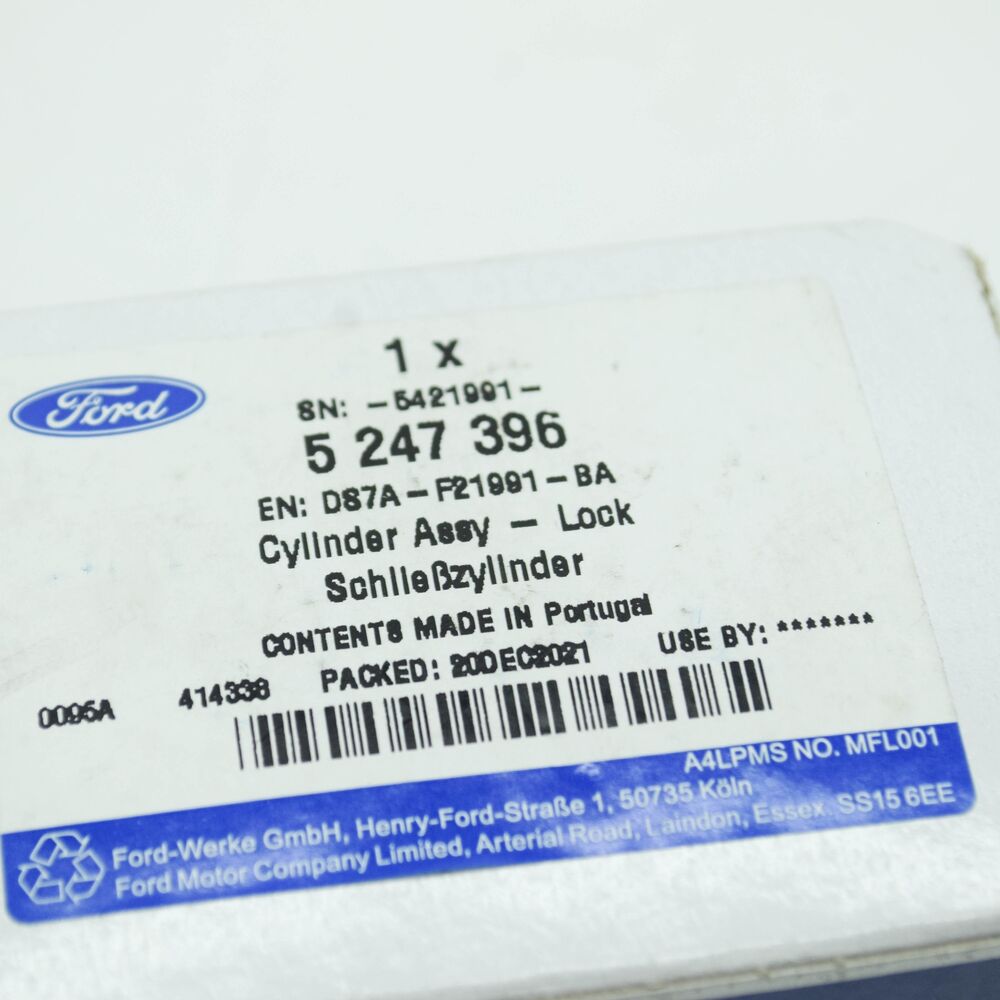 1 x
Ford
SN: -5421991-
5 247 396
EN: DS7A-F21991-BA
Cylinder Assy - Lock
Schließzylinder
CONTENTS MADE IN Portugal
PACKED: 20DEC2021 USE BY: *******
0095A 414338
A4LPMS NO. MFL001
Ford-Werke GmbH, Henry-Ford-Straße 1, 50735 Köln
Ford Motor Company Limited, Arterial Road, Laindon, Essex. SS15 6EE